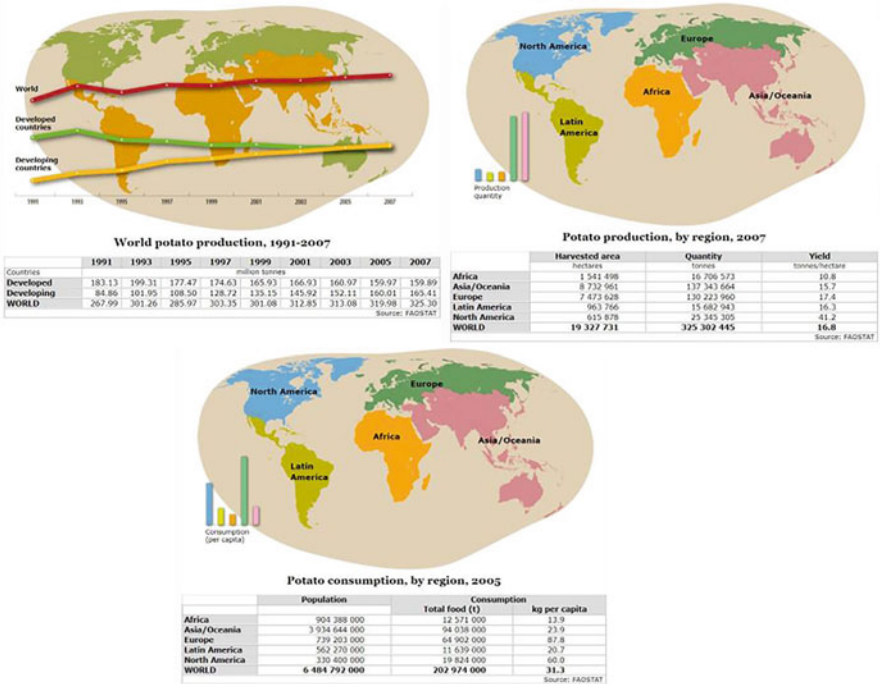 World
Developed
countries
Developing
countries
1991 1993 1995 1997 1999 2001 2003 2005 2007
World potato production, 1991-2007
1991 1993 1995 1997 1999 2001 2003 2005 2007
Countries million tonnes
Developed 183.13 199.31 177.47 174.63 165.93 166.93 160.97 159.97 159.89
Developing 84.86 101.95 108.50 128.72 135.15 145.92 152.11 160.01 165.41
WORLD 267.99 301.26 285.97 303.35 301.08 312.85 313.08 319.98 325.30
Source: FAOSTAT
North America
Europe
Africa
Asia/Oceania
Latin
America
Production
quantity
Potato production, by region, 2007
Harvested area Quantity Yield
hectares tonnes tonnes/hectare
Africa 1 541 498 16 706 573 10.8
Asia/Oceania 8 732 961 137 343 664 15.7
Europe 7 473 628 130 223 960 17.4
Latin America 963 766 15 682 943 16.3
North America 615 878 25 345 305 41.2
WORLD 19 327 731 325 302 445 16.8
Source: FAOSTAT
North America
Europe
Africa
Asia/Oceania
Latin
America
Consumption
(per capita)
Potato consumption, by region, 2005
Population Consumption
Total food (t) kg per capita
Africa 904 388 000 12 571 000 13.9
Asia/Oceania 3 934 644 000 94 038 000 23.9
Europe 739 203 000 64 902 000 87.8
Latin America 562 270 000 11 639 000 20.7
North America 330 400 000 19 824 000 60.0
WORLD 6 484 792 000 202 974 000 31.3
Source: FAOSTAT